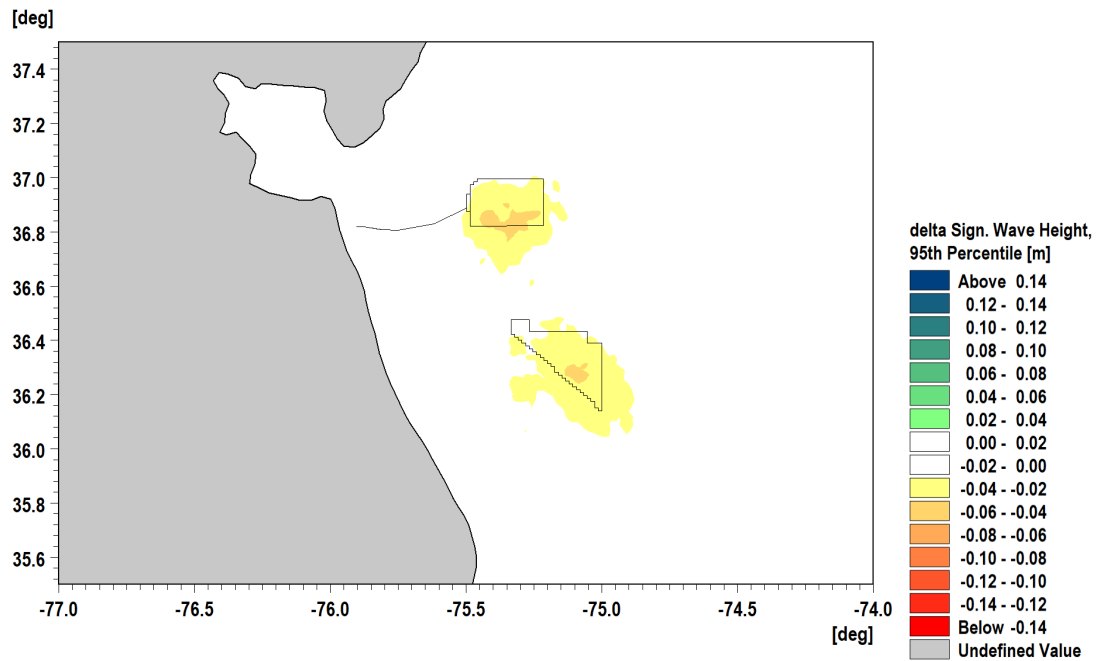 [deg]
37.4
37.2
37.0
36.8
36.6
36.4
36.2
36.0
35.8
35.6
-77.0 -76.5 -76.0 -75.5 -75.0 -74.5 -74.0
[deg]
delta Sign. Wave Height,
95th Percentile [m]
Above 0.14
0.12 - 0.14
0.10 - 0.12
0.08 - 0.10
0.06 - 0.08
0.04 - 0.06
0.02 - 0.04
0.00 - 0.02
-0.02 - 0.00
-0.04 - -0.02
-0.06 - -0.04
-0.08 - -0.06
-0.10 - -0.08
-0.12 - -0.10
-0.14 - -0.12
Below -0.14
Undefined Value